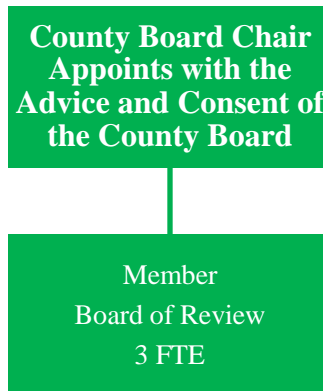 County Board Chair
Appoints with the
Advice and Consent of
the County Board
Member
Board of Review
3 FTE